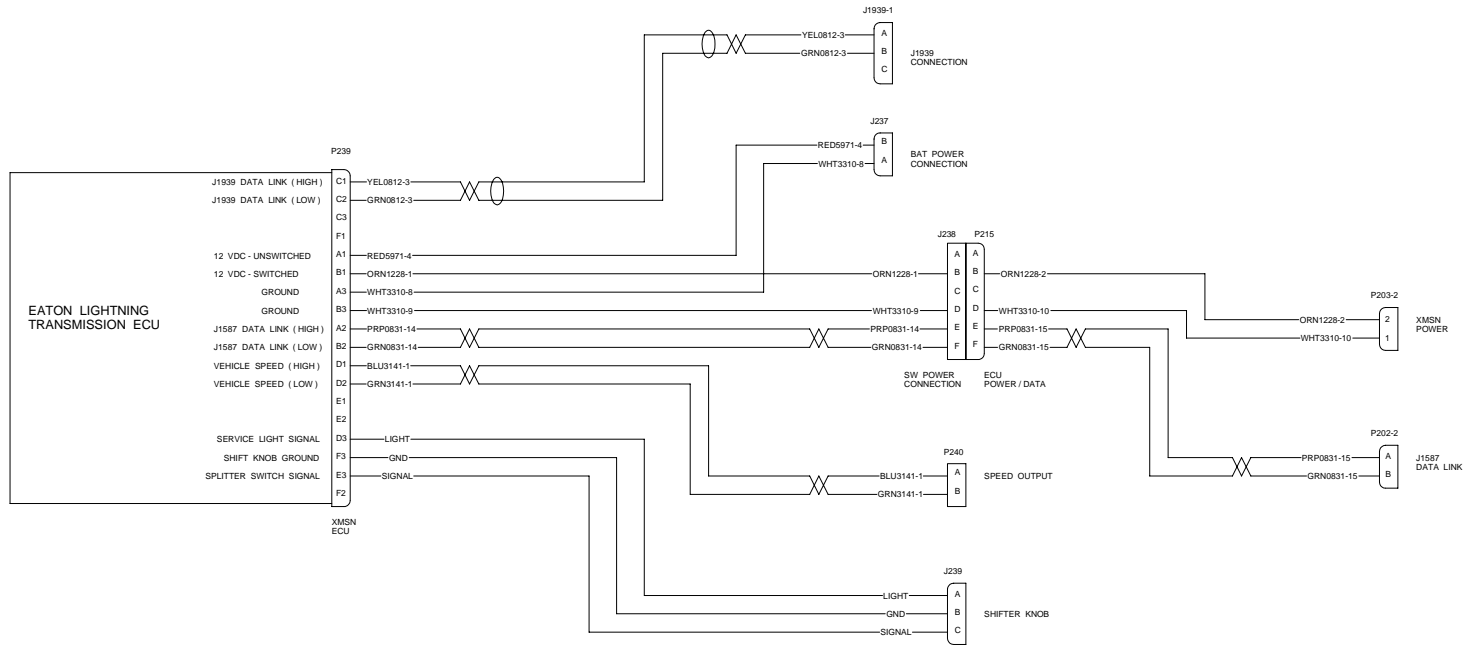 J1939-1
YEL0812-3 A
GRN0812-3 B
C
J1939
CONNECTION
J237
RED5971-4 B
WHT3310-8 A
BAT POWER
CONNECTION
P239
EATON LIGHTNING
TRANSMISSION ECU
J1939 DATA LINK (HIGH) C1 YEL0812-3
J1939 DATA LINK (LOW) C2 GRN0812-3
C3
F1
12 VDC - UNSWITCHED A1 RED5971-4
12 VDC - SWITCHED B1 ORN1228-1
GROUND A3 WHT3310-8
GROUND B3 WHT3310-9
J1587 DATA LINK (HIGH) A2 PRP0831-14
J1587 DATA LINK (LOW) B2 GRN0831-14
VEHICLE SPEED (HIGH) D1 BLU3141-1
VEHICLE SPEED (LOW) D2 GRN3141-1
E1
E2
SERVICE LIGHT SIGNAL D3 LIGHT
SHIFT KNOB GROUND F3 GND
SPLITTER SWITCH SIGNAL E3 SIGNAL
F2
XMSN
ECU
J238 P215
A A
ORN1228-1 B B ORN1228-2
C C
WHT3310-9 D D WHT3310-10
PRP0831-14 E E PRP0831-15
GRN0831-14 F F GRN0831-15
SW POWER
CONNECTION
ECU
POWER / DATA
P203-2
ORN1228-2 2
WHT3310-10 1
XMSN
POWER
P202-2
PRP0831-15 A
GRN0831-15 B
J1587
DATA LINK
P240
BLU3141-1 A
GRN3141-1 B
SPEED OUTPUT
J239
LIGHT A
GND B
SIGNAL C
SHIFTER KNOB